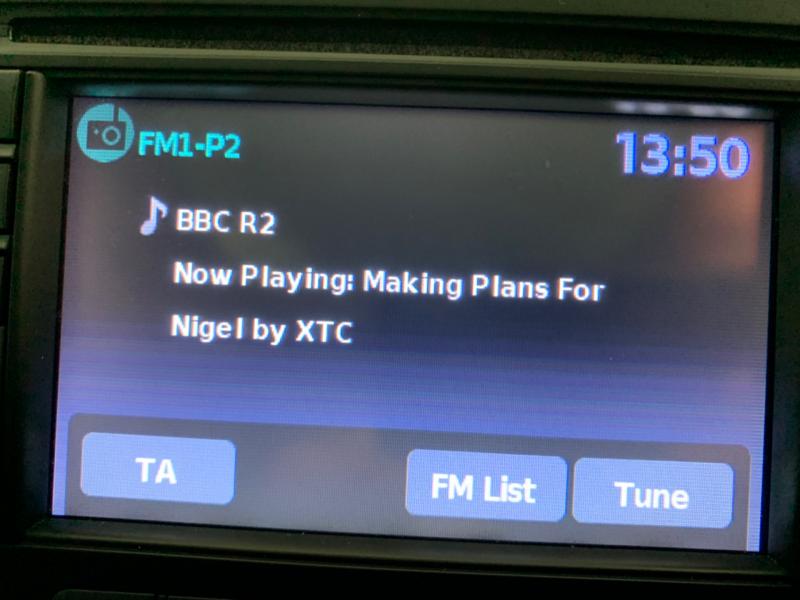 FM1-P2
13:50
BBC R2
Now Playing: Making Plans For
Nigel by XTC
TA
FM List
Tune